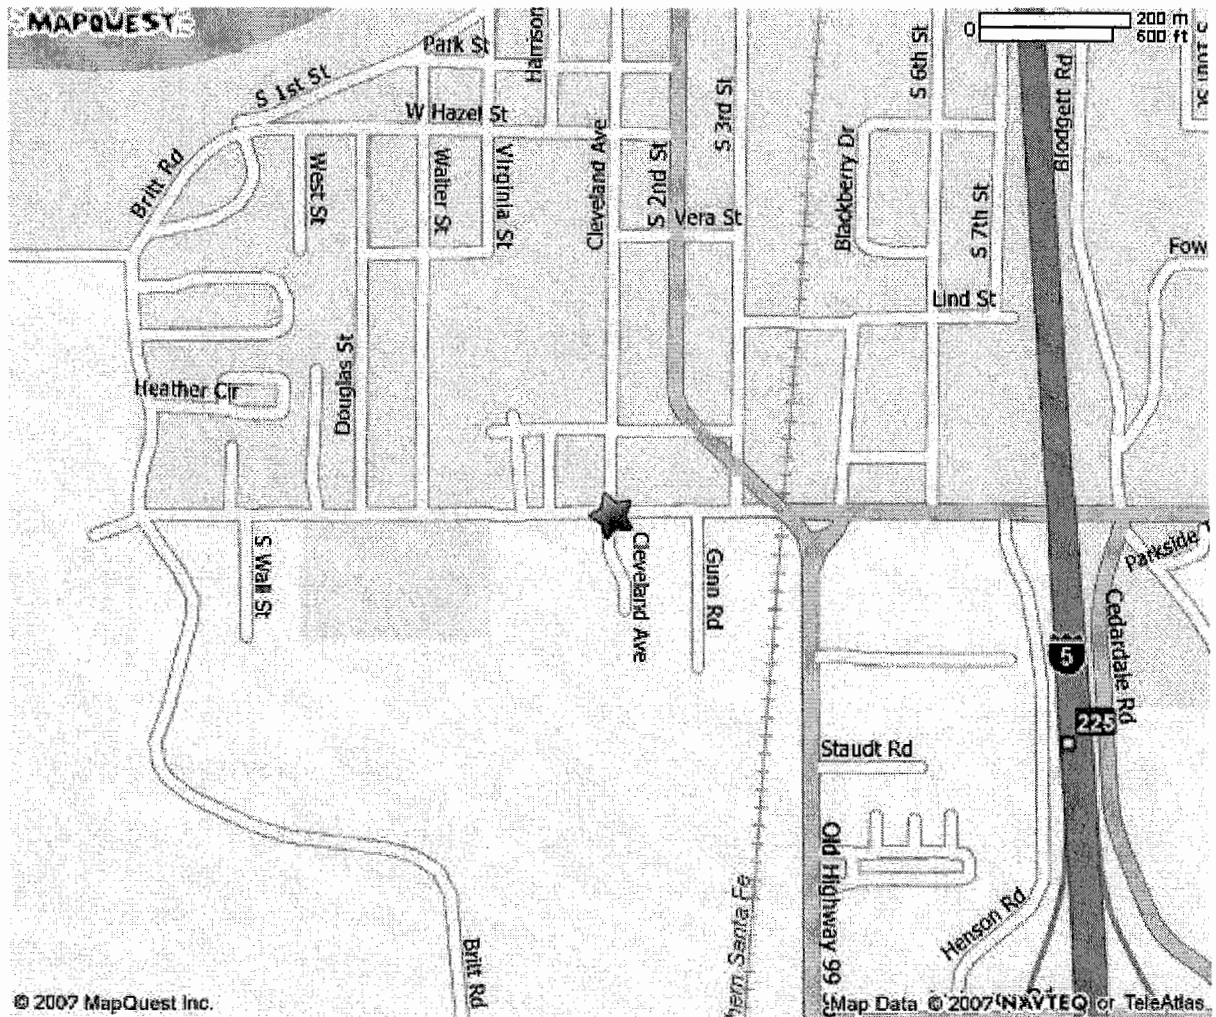 MAPQUEST
200 m
0
600 ft
Park St
Harrison
S 6th St
Blodgett Rd
S 1st St
W Hazel St
S 3rd St
Britt Rd
West St
Walter St
Virginia St
Cleveland Ave
S 2nd St
Vera St
Blackberry Dr
S 7th St
Fow
Lind St
Heather Cir
Douglas St
S Wall St
Cleveland Ave
Gunn Rd
Parkside
Cedardale Rd
5
225
Staudt Rd
Old Highway 99 S
Henson Rd
hern Santa Fe
Britt Rd
© 2007 MapQuest Inc.
Map Data © 2007 NAVTEQ or TeleAtlas